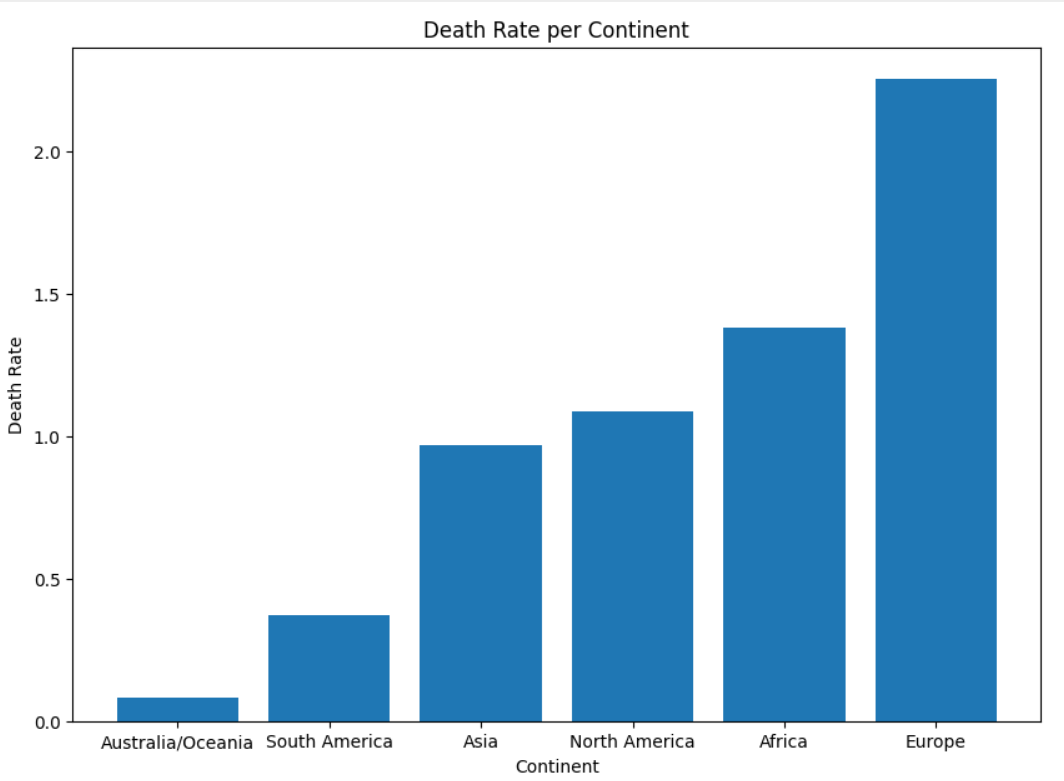 Death Rate per Continent
2.0
1.5
1.0
0.5
0.0
Death Rate
Australia/Oceania South America Asia North America Africa Europe
Continent